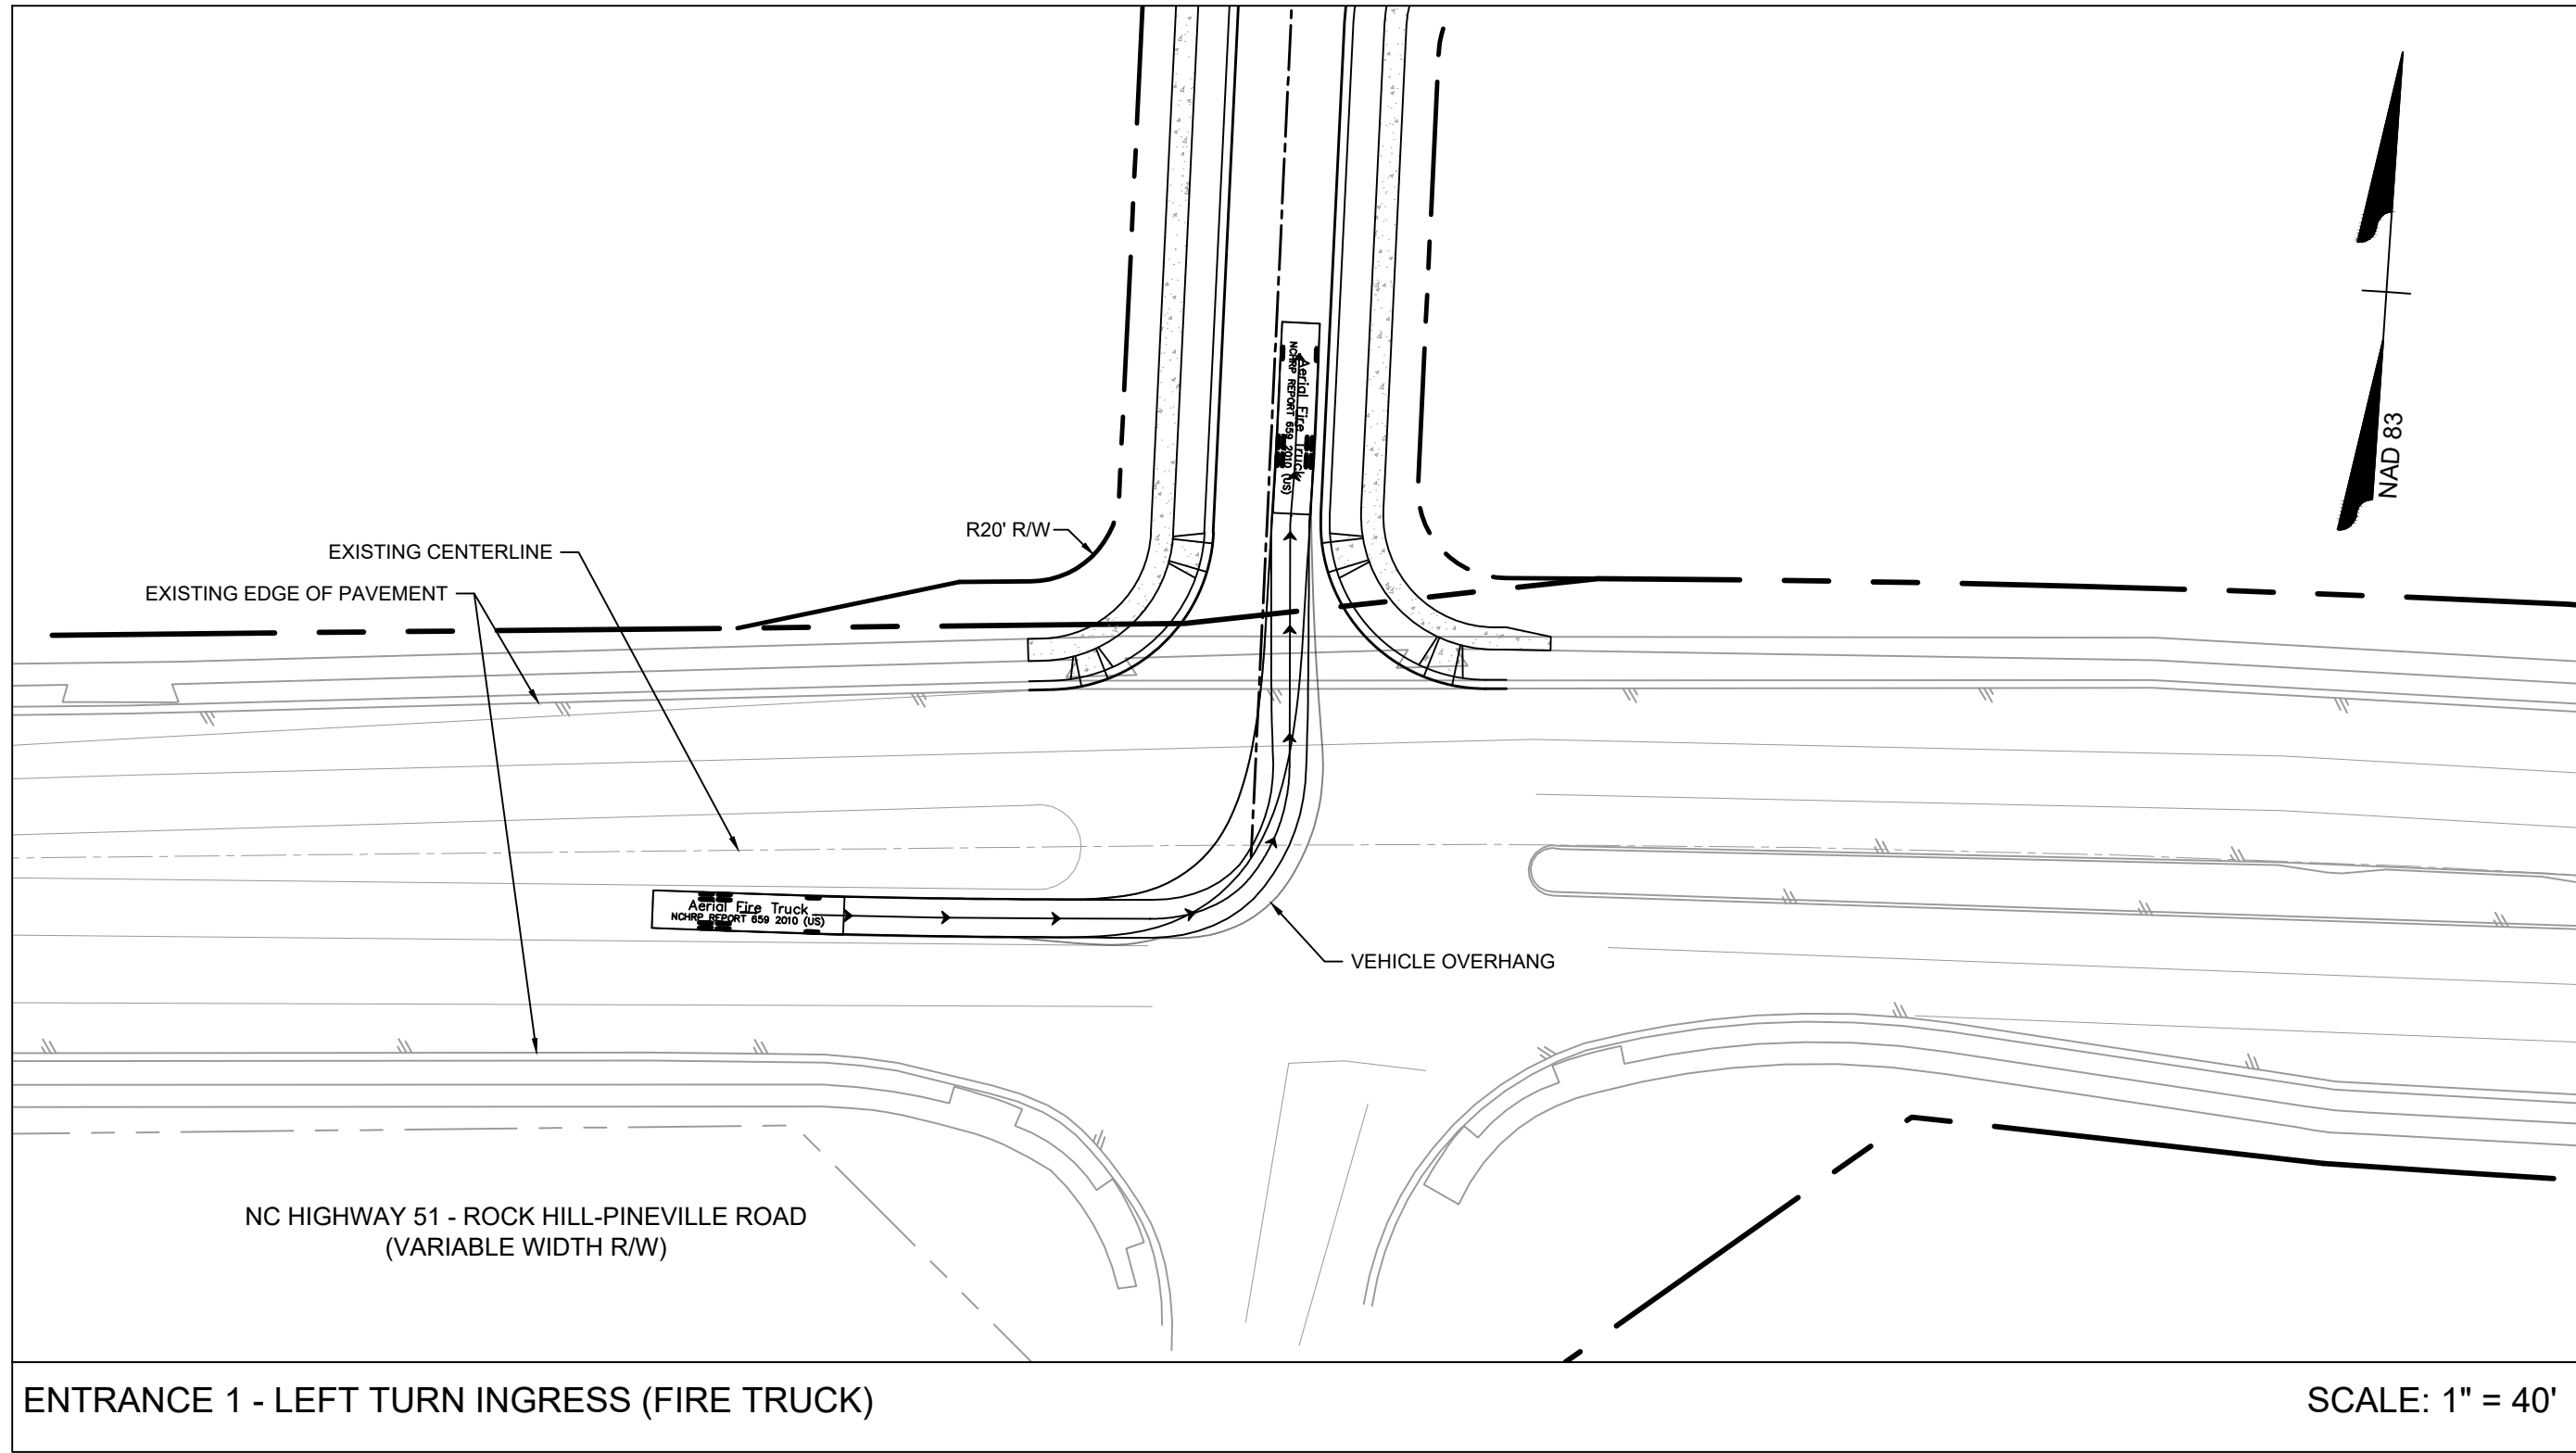 NAD 83
R20' R/W
EXISTING CENTERLINE
EXISTING EDGE OF PAVEMENT
Aerial Fire Truck
NCHRP REPORT 659 2010 (US)
Aerial Fire Truck
NCHRP REPORT 659 2010 (US)
VEHICLE OVERHANG
NC HIGHWAY 51 - ROCK HILL-PINEVILLE ROAD
(VARIABLE WIDTH R/W)
ENTRANCE 1 - LEFT TURN INGRESS (FIRE TRUCK)
SCALE: 1" = 40'